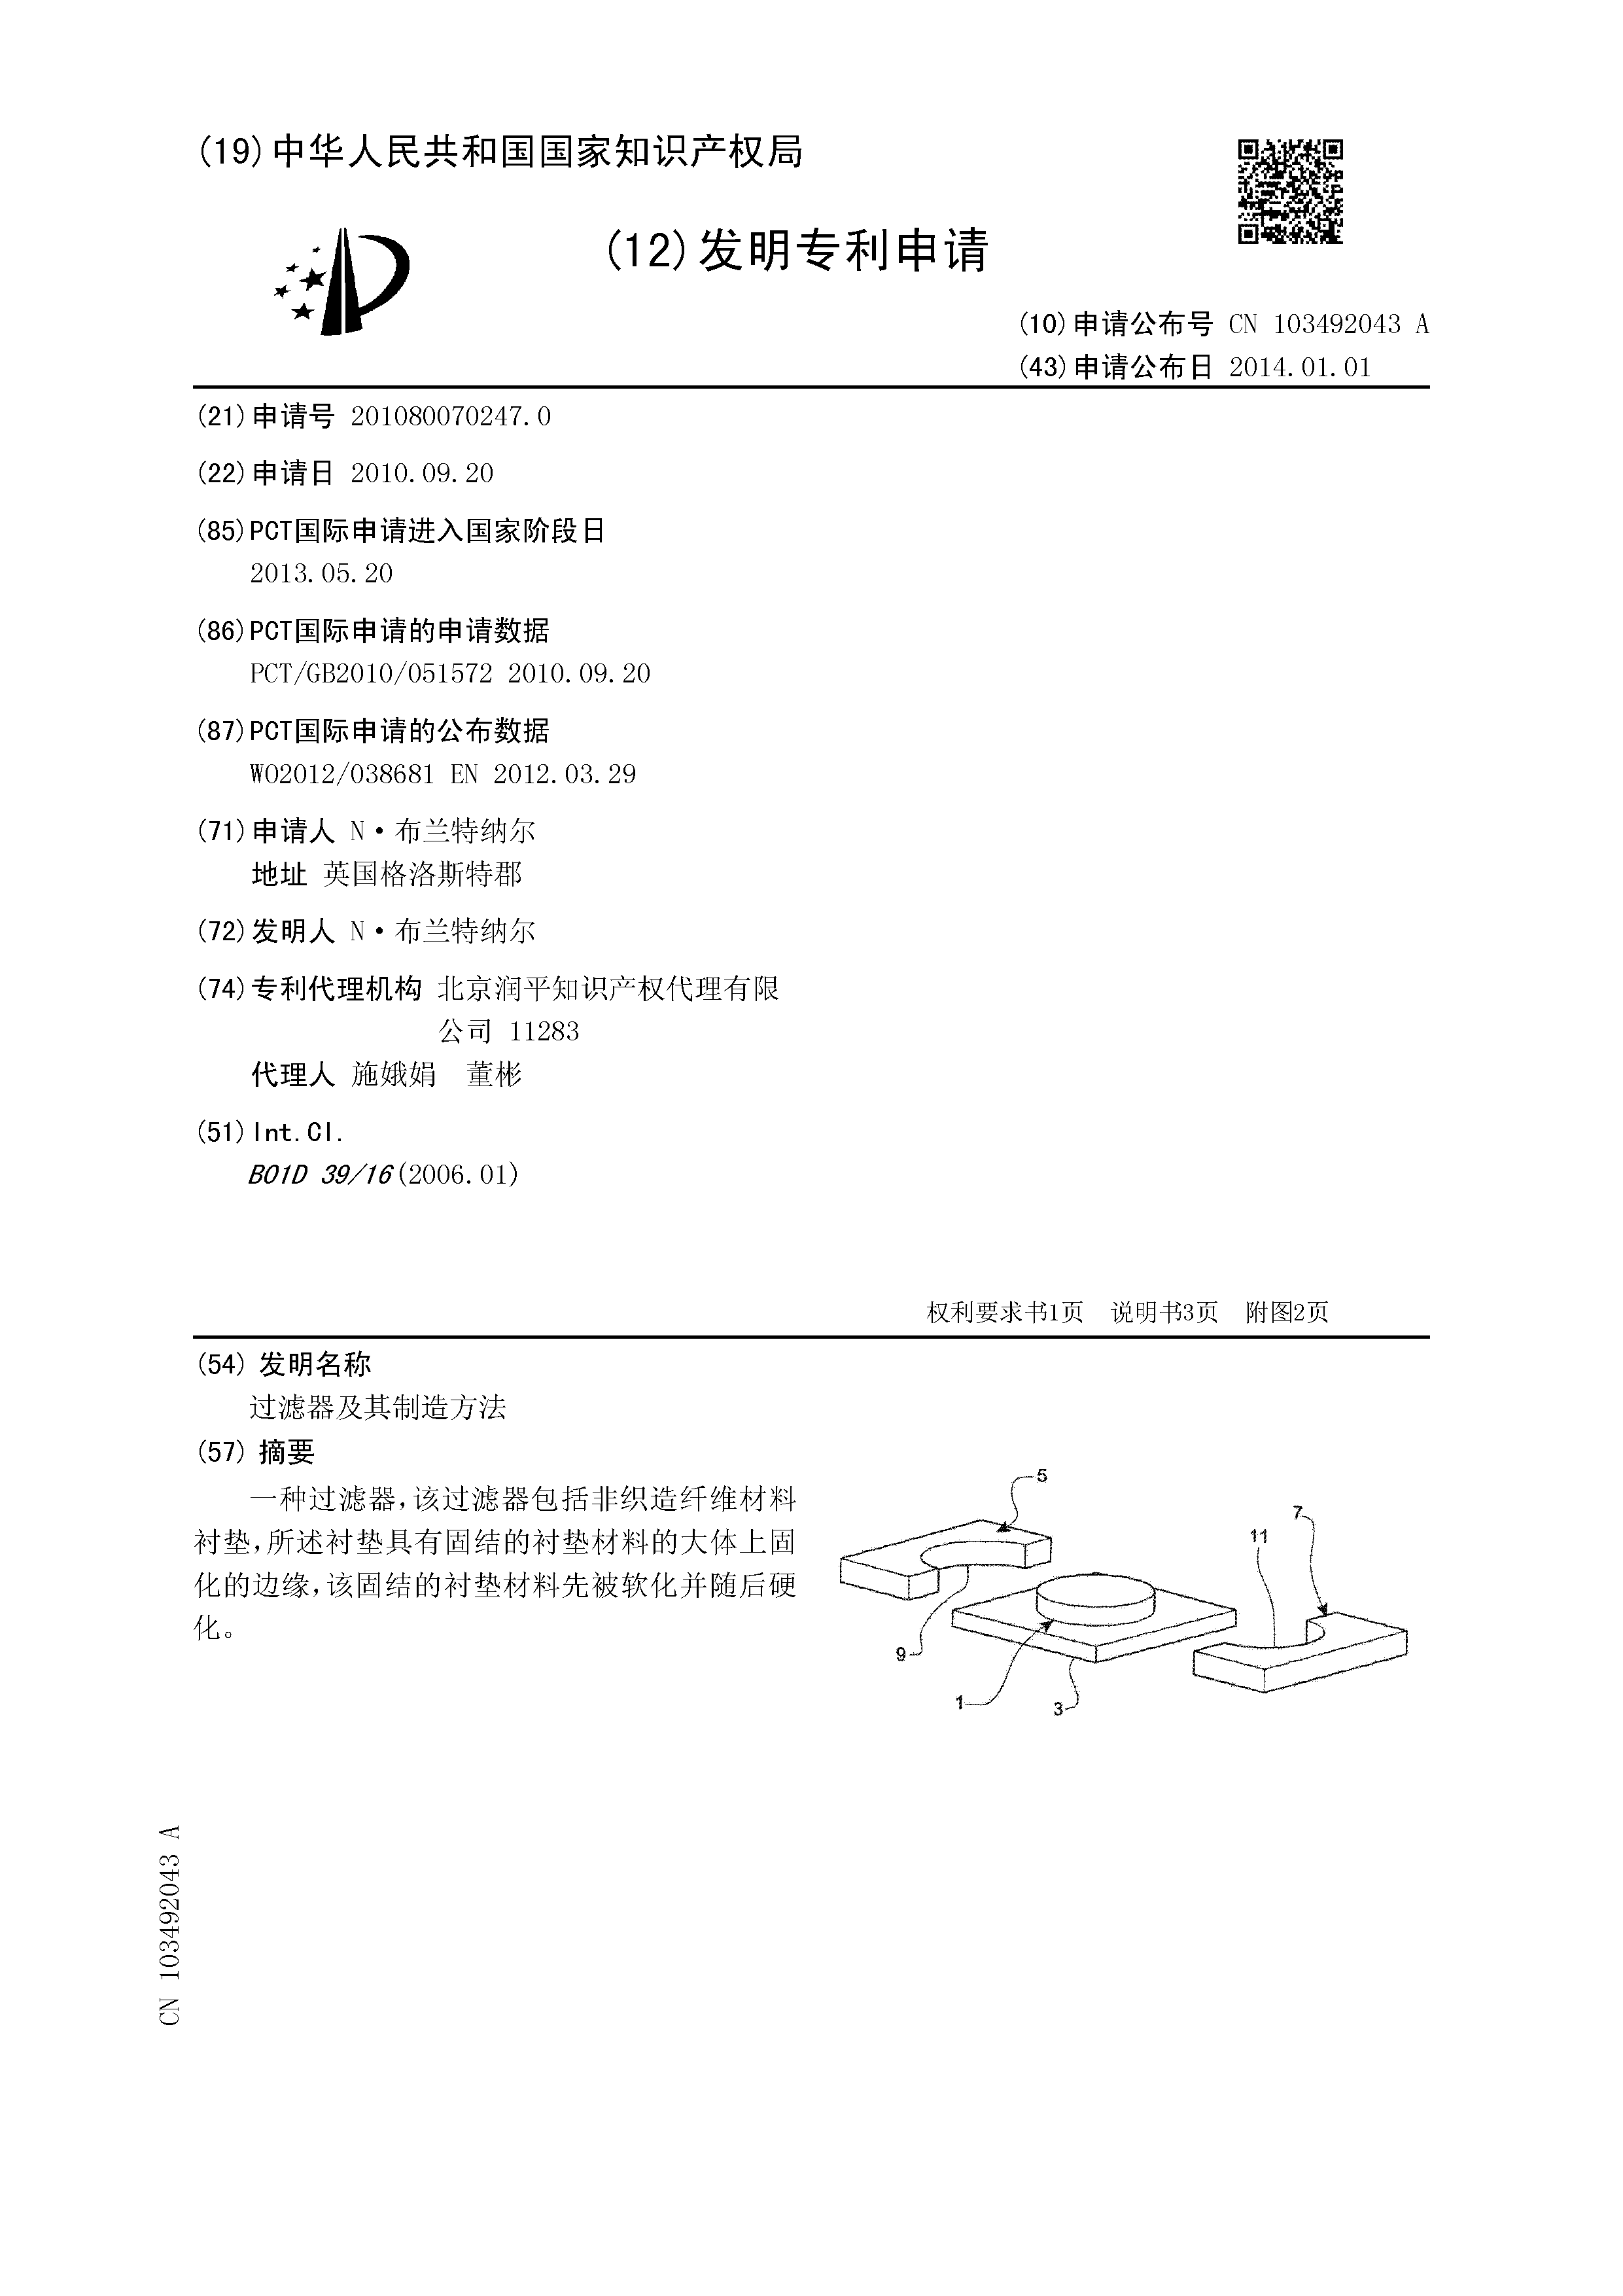 (19)中华人民共和国国家知识产权局
(12)发明专利申请
(10)申请公布号 CN 103492043 A
(43)申请公布日 2014.01.01
(21)申请号 201080070247.0
(22)申请日 2010.09.20
(85)PCT国际申请进入国家阶段日
2013.05.20
(86)PCT国际申请的申请数据
PCT/GB2010/051572 2010.09.20
(87)PCT国际申请的公布数据
WO2012/038681 EN 2012.03.29
(71)申请人 N·布兰特纳尔
地址 英国格洛斯特郡
(72)发明人 N·布兰特纳尔
(74)专利代理机构 北京润平知识产权代理有限
公司 11283
代理人 施娥娟 董彬
(51)Int.Cl.
B01D 39/16(2006.01)
权利要求书1页 说明书3页 附图2页
(54)发明名称
过滤器及其制造方法
(57)摘要
一种过滤器,该过滤器包括非织造纤维材料
衬垫,所述衬垫具有固结的衬垫材料的大体上固
化的边缘,该固结的衬垫材料先被软化并随后硬
化。
5
7
11
9
1
3
CN 103492043 A